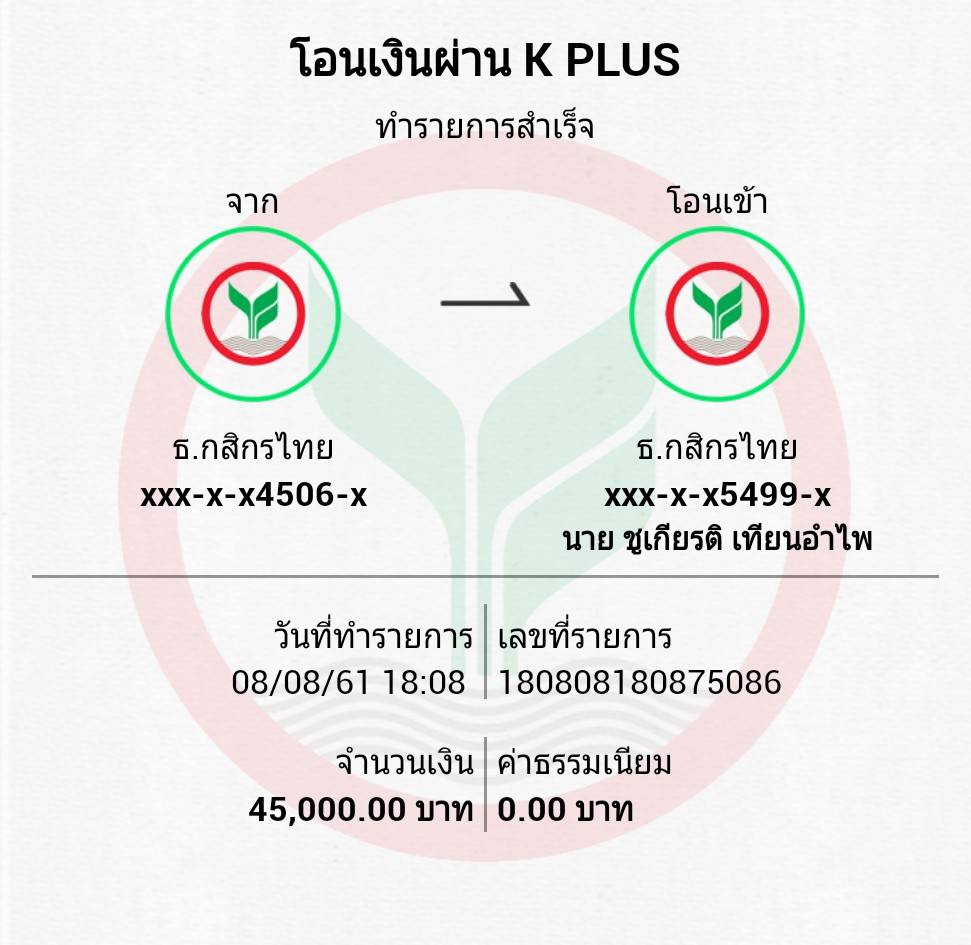 โอนเงินผ่าน K PLUS
ทำรายการสำเร็จ
จาก
โอนเข้า
ธ.กสิกรไทย
xxx-x-x4506-x
ธ.กสิกรไทย
xxx-x-x5499-x
นาย ชูเกียรติ เทียนอำไพ
วันที่ทำรายการ
08/08/61 18:08
เลขที่รายการ
180808180875086
จำนวนเงิน
45,000.00 บาท
ค่าธรรมเนียม
0.00 บาท